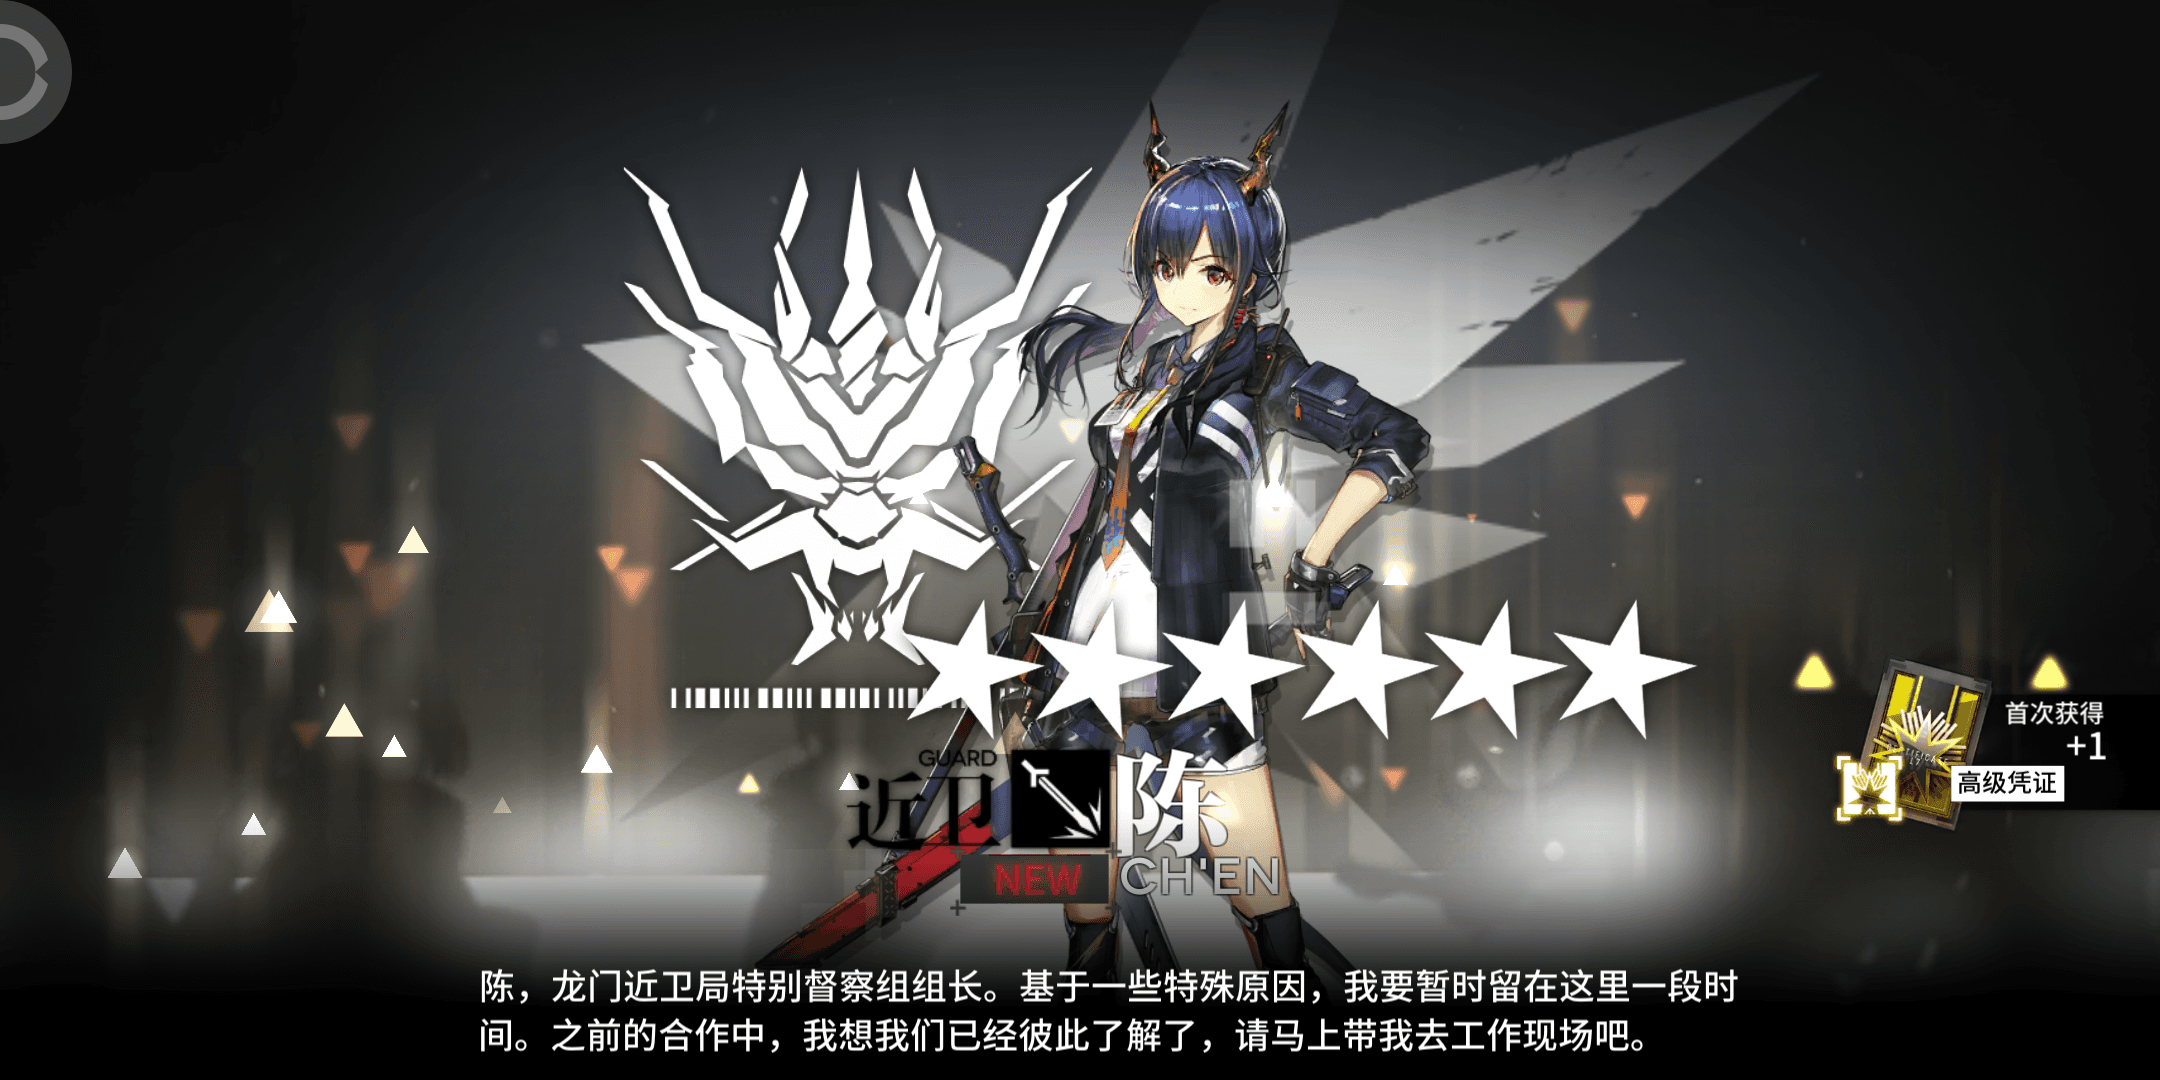 GUARD
近卫
陈
NEW
CH'EN
首次获得
+1
高级凭证
陈，龙门近卫局特别督察组组长。基于一些特殊原因，我要暂时留在这里一段时
间。之前的合作中，我想我们已经彼此了解了，请马上带我去工作现场吧。